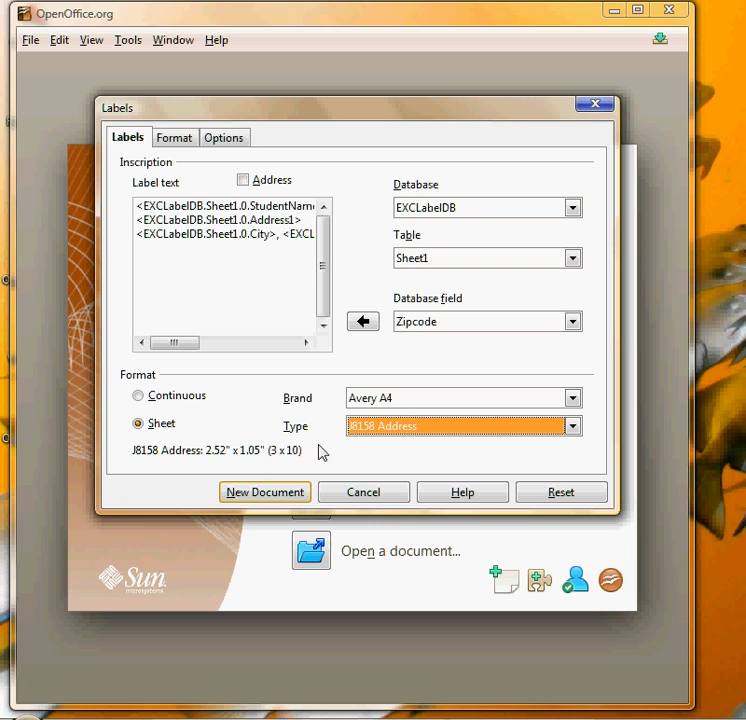 OpenOffice.org
File Edit View Tools Window Help
Labels
Labels Format Options
Inscription
Label text
Address
Database
<EXCLabelDB.Sheet1.0.StudentName
<EXCLabelDB.Sheet1.0.Address1>
<EXCLabelDB.Sheet1.0.City>, <EXCL
EXCLabelDB
Table
Sheet1
Database field
Zipcode
Format
Continuous
Brand
Avery A4
Sheet
Type
J8158 Address
J8158 Address: 2.52" x 1.05" (3 x 10)
New Document Cancel Help Reset
Open a document...
Sun
microsystems